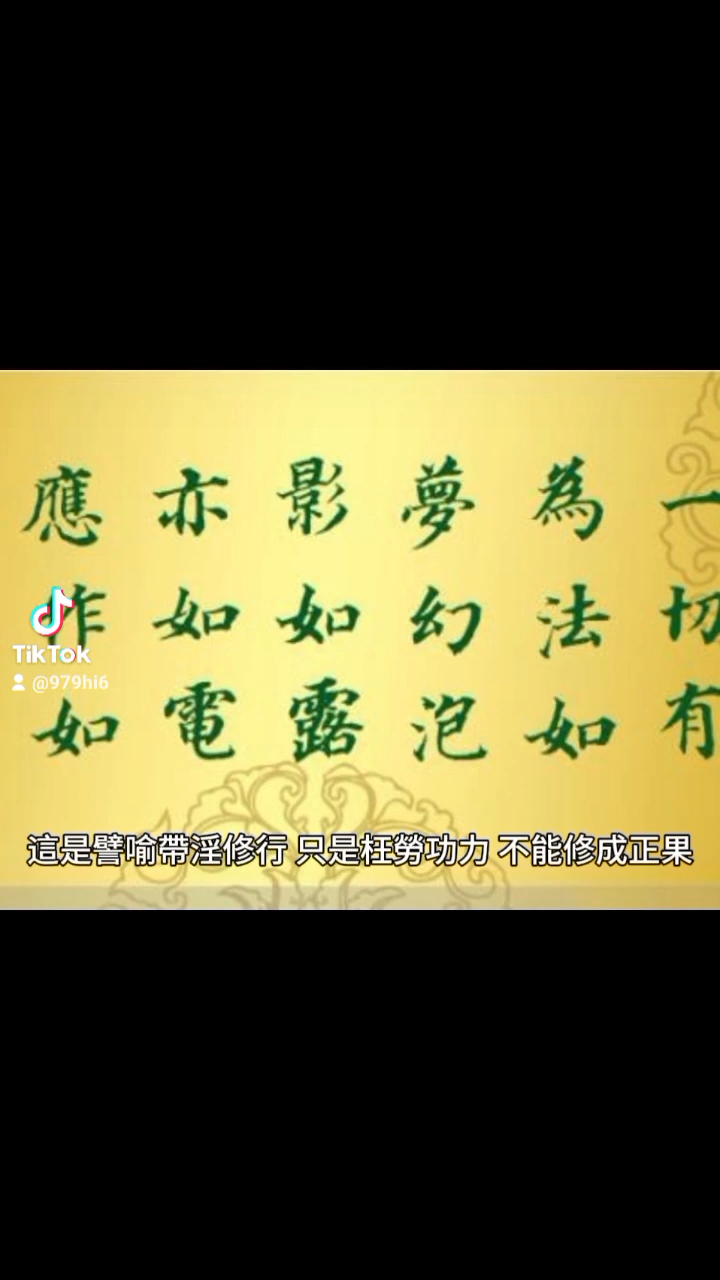 一切有
為法如
夢幻泡
影如露
亦如電
應作如
TikTok
@979hi6
這是譬喻帶淫修行 只是枉勞功力 不能修成正果